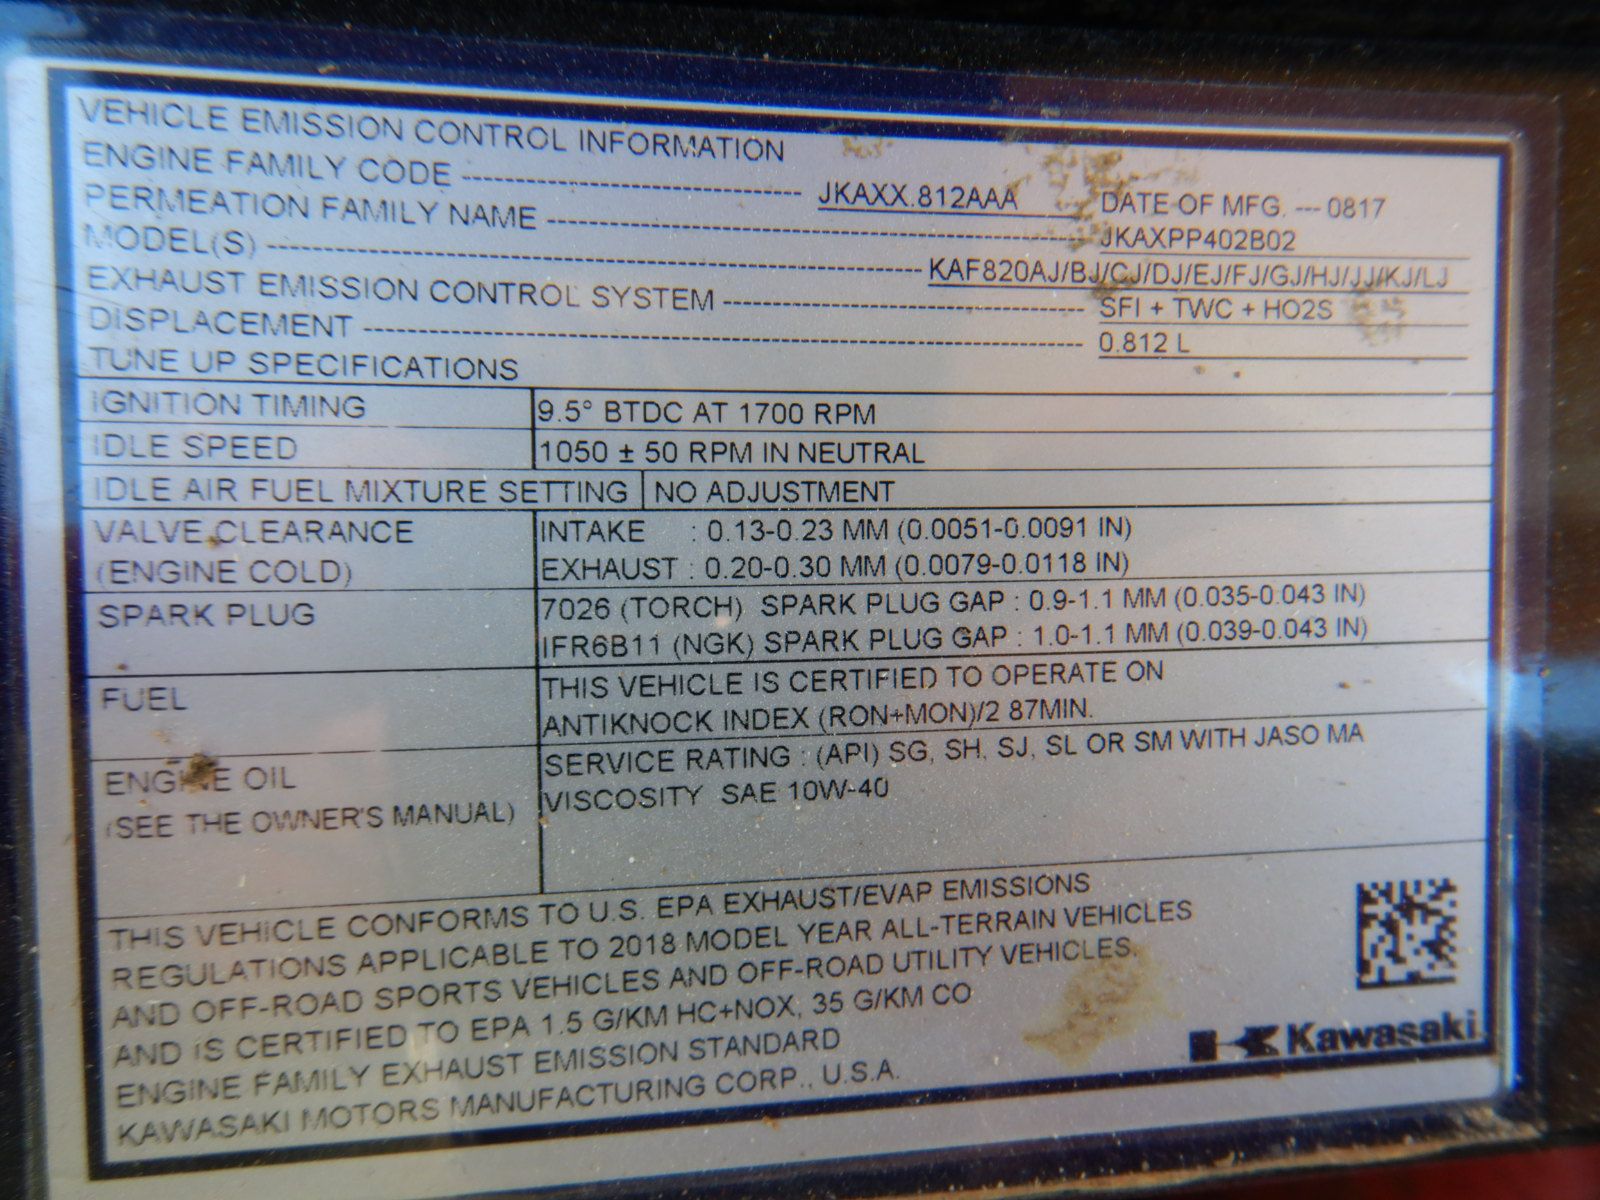 VEHICLE EMISSION CONTROL INFORMATION
ENGINE FAMILY CODE ---------- JKAXX.812AAA DATE OF MFG. --- 0817
PERMEATION FAMILY NAME ---------- JKAXPP402B02
MODEL(S) ---------- KAF820AJ/BJ/CJ/DJ/EJ/FJ/GJ/HJ/JJ/KJ/LJ
EXHAUST EMISSION CONTROL SYSTEM ---------- SFI + TWC + HO2S
DISPLACEMENT ---------- 0.812 L
TUNE UP SPECIFICATIONS
IGNITION TIMING 9.5° BTDC AT 1700 RPM
IDLE SPEED 1050 ± 50 RPM IN NEUTRAL
IDLE AIR FUEL MIXTURE SETTING NO ADJUSTMENT
VALVE CLEARANCE INTAKE : 0.13-0.23 MM (0.0051-0.0091 IN)
(ENGINE COLD) EXHAUST : 0.20-0.30 MM (0.0079-0.0118 IN)
SPARK PLUG 7026 (TORCH) SPARK PLUG GAP : 0.9-1.1 MM (0.035-0.043 IN)
IFR6B11 (NGK) SPARK PLUG GAP : 1.0-1.1 MM (0.039-0.043 IN)
FUEL THIS VEHICLE IS CERTIFIED TO OPERATE ON
ANTIKNOCK INDEX (RON+MON)/2 87MIN.
ENGINE OIL SERVICE RATING : (API) SG, SH, SJ, SL OR SM WITH JASO MA
(SEE THE OWNER'S MANUAL) VISCOSITY SAE 10W-40
THIS VEHICLE CONFORMS TO U.S. EPA EXHAUST/EVAP EMISSIONS
REGULATIONS APPLICABLE TO 2018 MODEL YEAR ALL-TERRAIN VEHICLES
AND OFF-ROAD SPORTS VEHICLES AND OFF-ROAD UTILITY VEHICLES.
AND IS CERTIFIED TO EPA 1.5 G/KM HC+NOX, 35 G/KM CO
ENGINE FAMILY EXHAUST EMISSION STANDARD
KAWASAKI MOTORS MANUFACTURING CORP., U.S.A.
Kawasaki